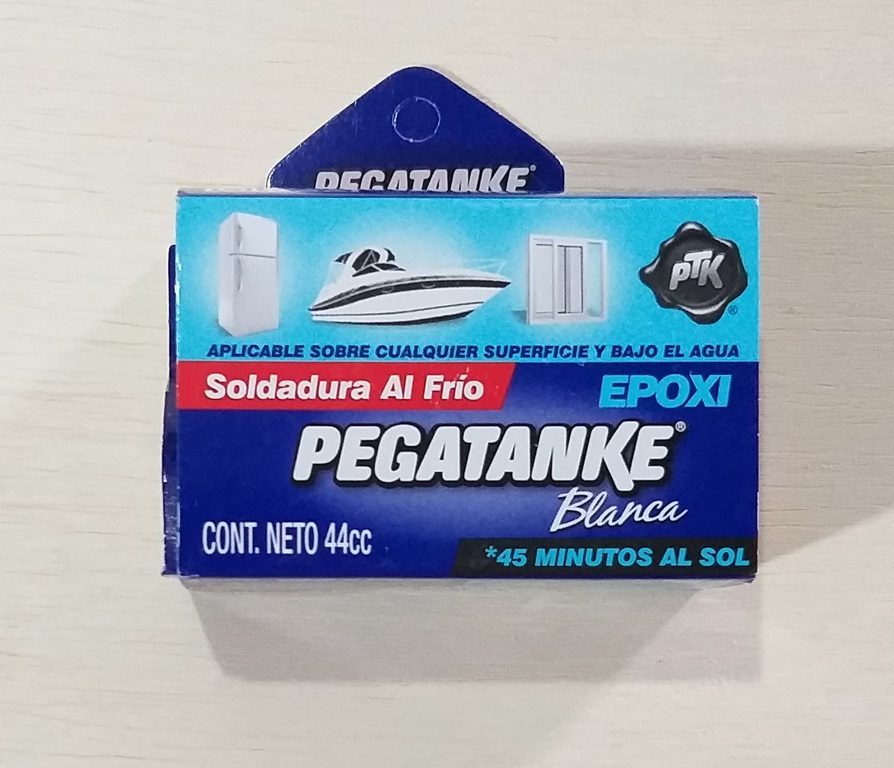 PEGATANKE®
PTK®
APLICABLE SOBRE CUALQUIER SUPERFICIE Y BAJO EL AGUA
Soldadura Al Frío
EPOXI
PEGATANKE®
Blanca
CONT. NETO 44cc
*45 MINUTOS AL SOL